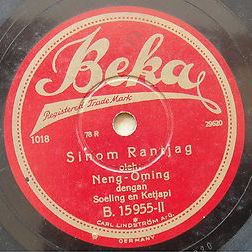 Beka
Registered Trade Mark
1018 78 R 29620
Sinom Rantjag
oleh
Neng-Oming
dengan
Soeling en Ketjapi
B. 15955-II
CARL LINDSTRÖM A.G.
GERMANY